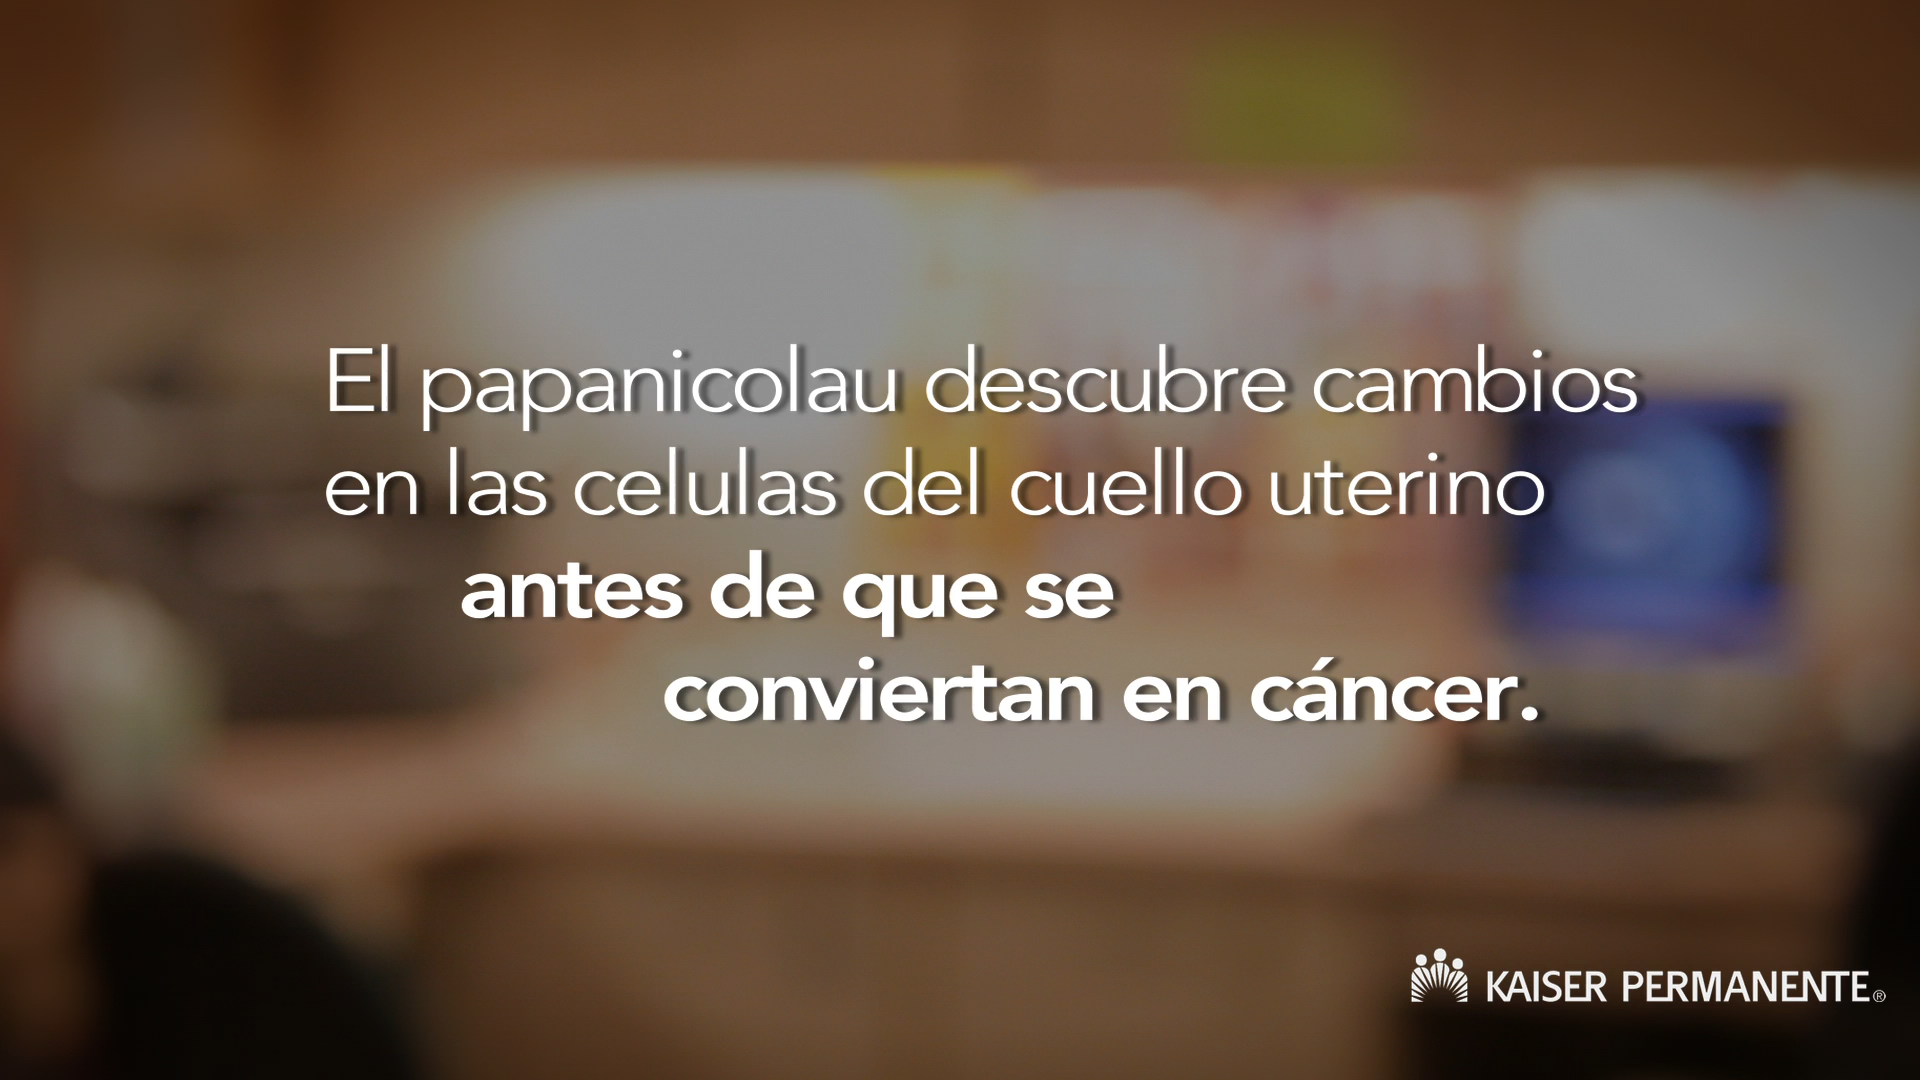 El papanicolau descubre cambios
en las celulas del cuello uterino
antes de que se
conviertan en cáncer.
KAISER PERMANENTE®